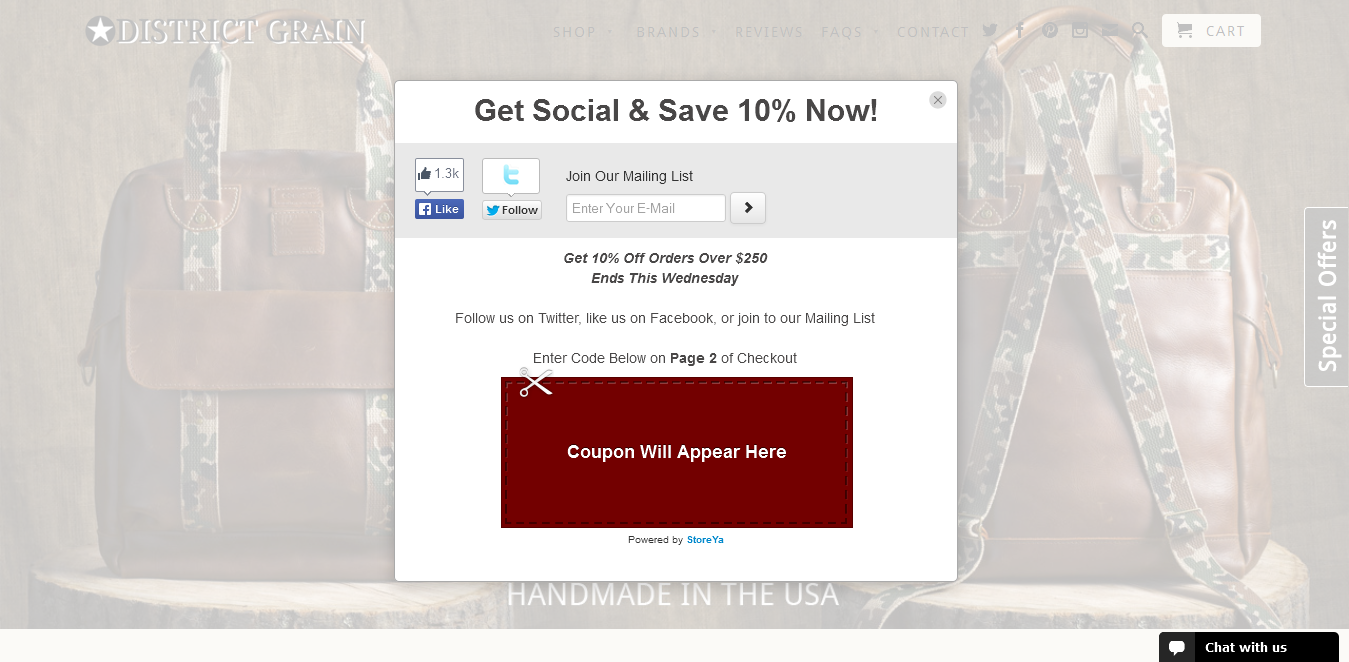 DISTRICT GRAIN
SHOP BRANDS REVIEWS FAQS CONTACT CART
Get Social & Save 10% Now!
1.3k
Like
Follow
Join Our Mailing List
Enter Your E-Mail
Get 10% Off Orders Over $250
Ends This Wednesday
Follow us on Twitter, like us on Facebook, or join to our Mailing List
Enter Code Below on Page 2 of Checkout
Coupon Will Appear Here
Powered by StoreYa
Special Offers
HANDMADE IN THE USA
Chat with us